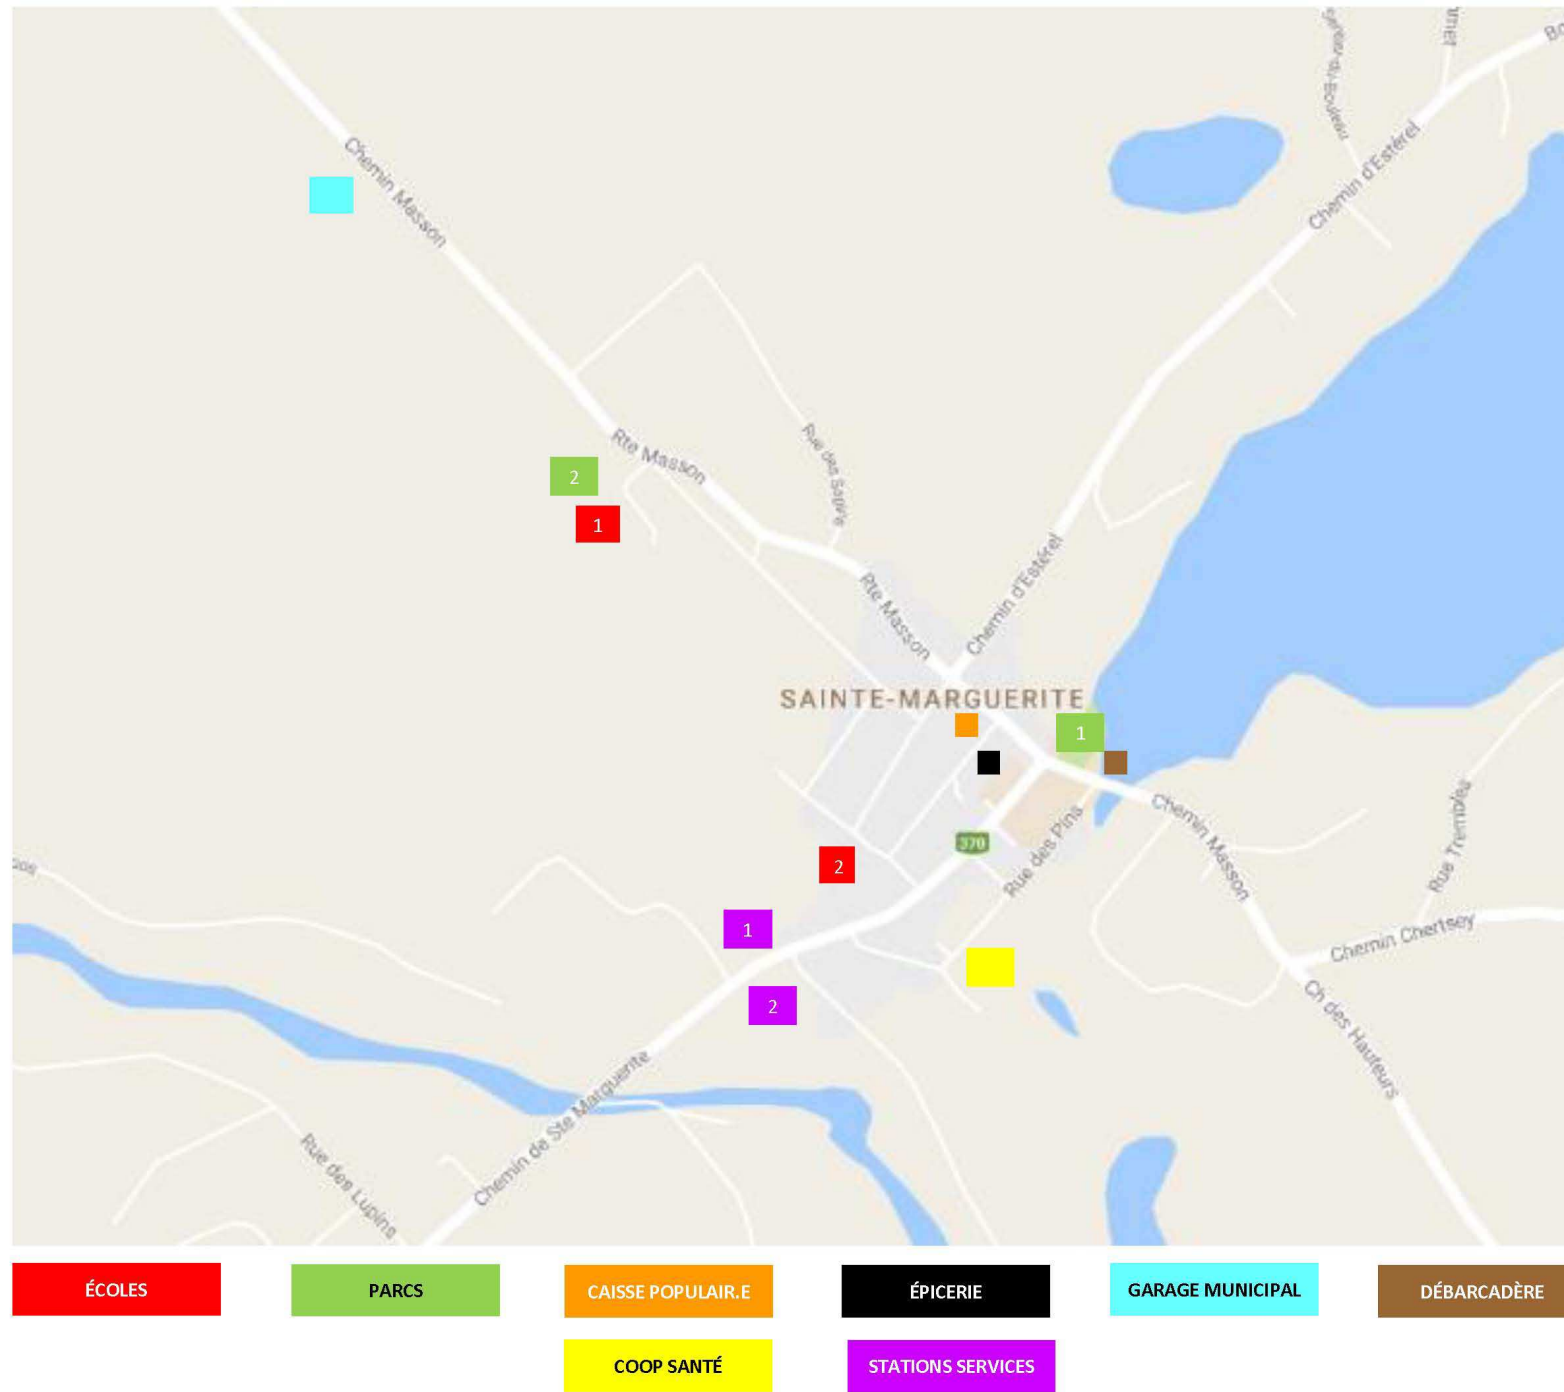 Chemin Masson
Chemin d'Estérel
Rte Masson
Rue des Sapins
2
1
Rte Masson
Chemin d'Estérel
SAINTE-MARGUERITE
1
370
Rue des Pins
Chemin Masson
Rue Tremblay
2
1
Chemin Chertsey
2
Ch des Hauteurs
Chemin de Ste Marguerite
Rue des Lupins
ÉCOLES
PARCS
CAISSE POPULAIR.E
ÉPICERIE
GARAGE MUNICIPAL
DÉBARCADÈRE
COOP SANTÉ
STATIONS SERVICES